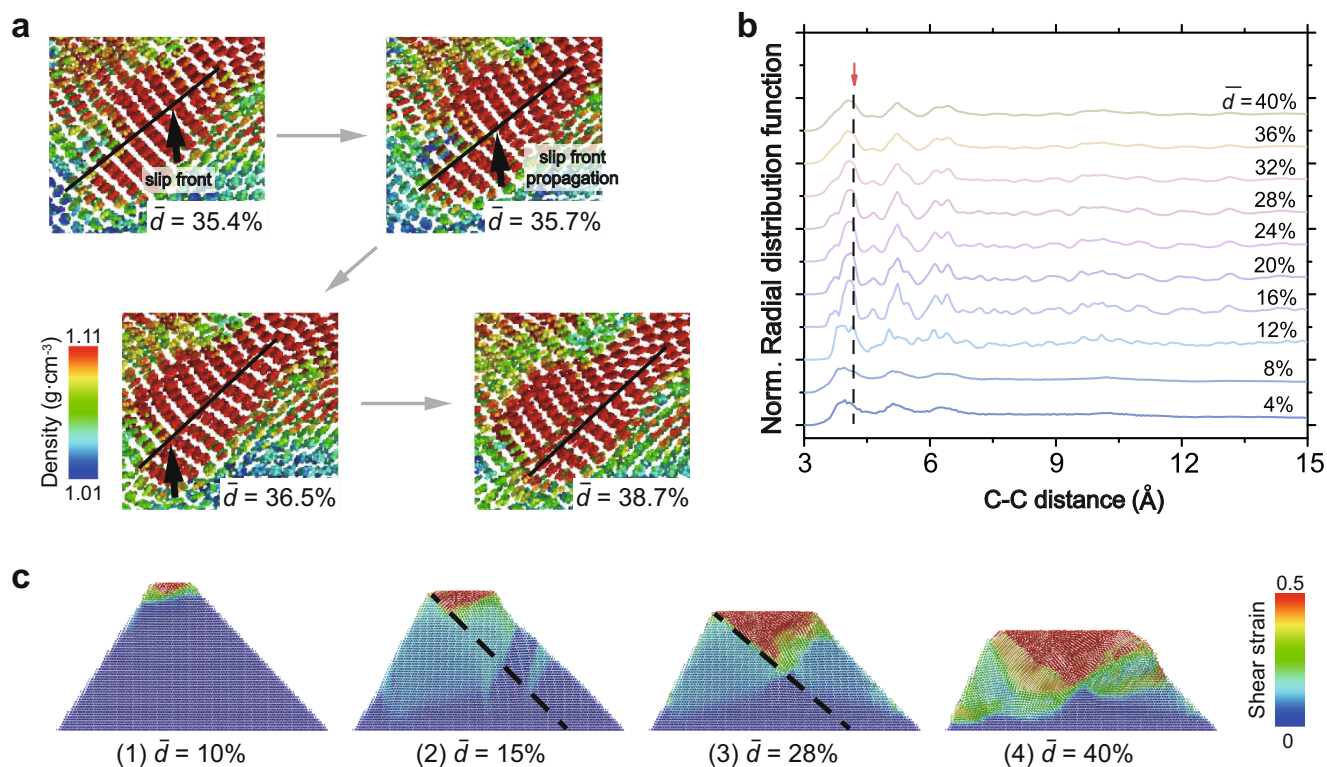 a
slip front
d̄ = 35.4%
slip front
propagation
d̄ = 35.7%
Density (g·cm⁻³)
1.11
1.01
d̄ = 36.5%
d̄ = 38.7%
b
Norm. Radial distribution function
d̄ = 40%
36%
32%
28%
24%
20%
16%
12%
8%
4%
3 6 9 12 15
C-C distance (Å)
c
(1) d̄ = 10%
(2) d̄ = 15%
(3) d̄ = 28%
(4) d̄ = 40%
Shear strain
0.5
0